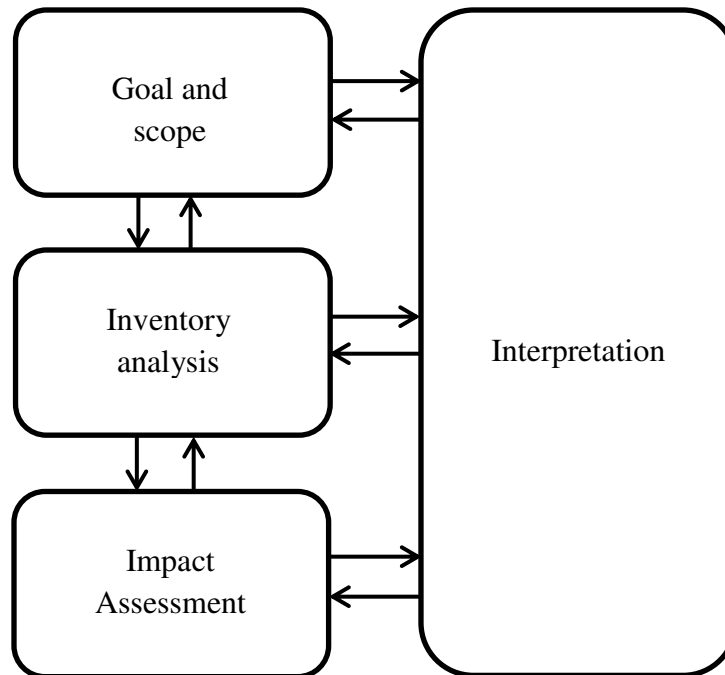 Goal and
scope
Inventory
analysis
Interpretation
Impact
Assessment